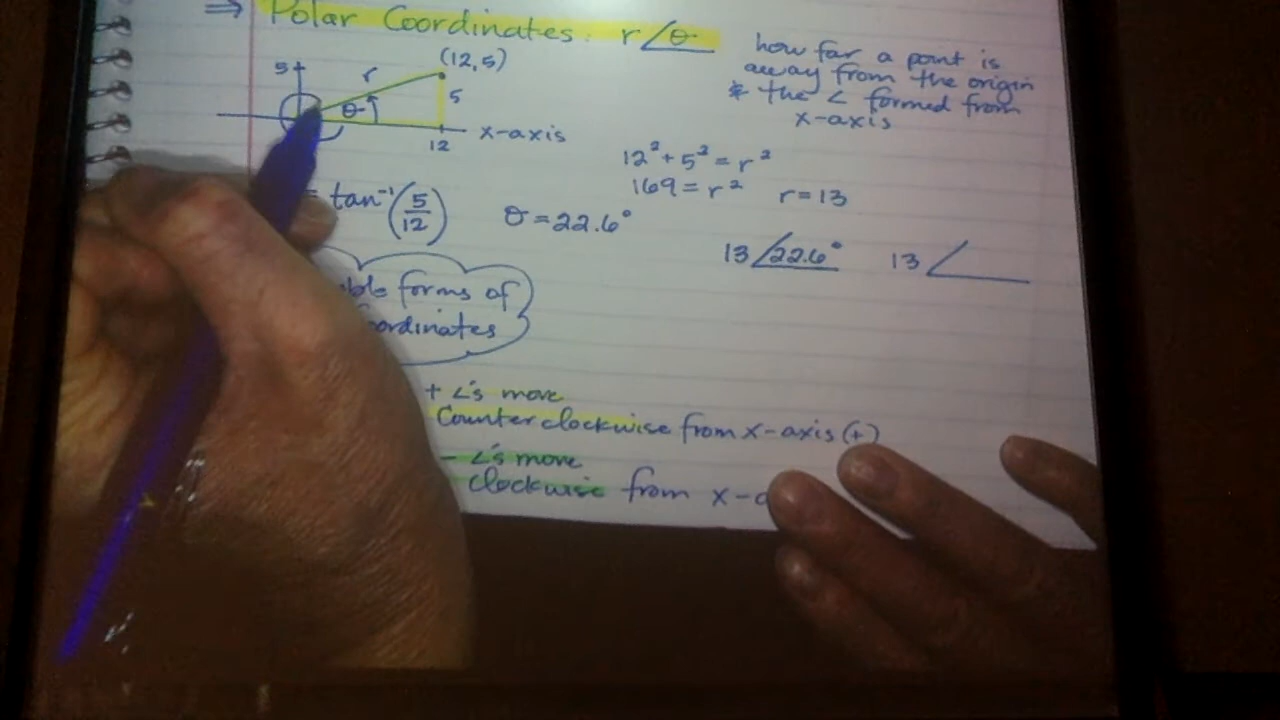 ⇒ Polar Coordinates: r∠θ
how far a point is
away from the origin
* the ∠ formed from
x-axis
5
r
(12,5)
θ
5
12
x-axis
12² + 5² = r²
169 = r² r = 13
= tan⁻¹(5/12) θ = 22.6°
13∠22.6° 13∠
forms of
+ ∠'s move
Counterclockwise from x-axis (+)
- ∠'s move
clockwise from